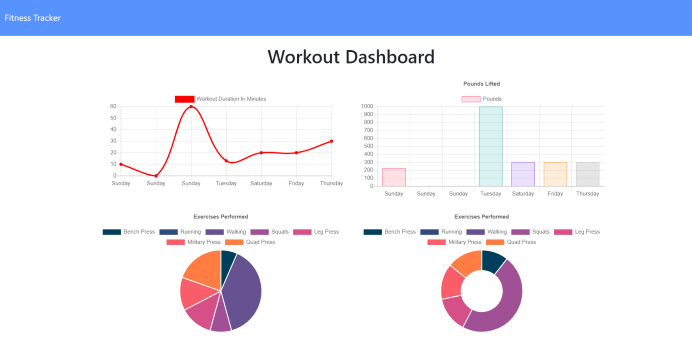 Fitness Tracker
Workout Dashboard
Workout Duration In Minutes
60
50
40
30
20
10
0
Sunday Sunday Sunday Tuesday Saturday Friday Thursday
Pounds Lifted
Pounds
1000
900
800
700
600
500
400
300
200
100
0
Sunday Sunday Sunday Tuesday Saturday Friday Thursday
Exercises Performed
Bench Press Running Walking Squats Leg Press
Military Press Quad Press
Exercises Performed
Bench Press Running Walking Squats Leg Press
Military Press Quad Press